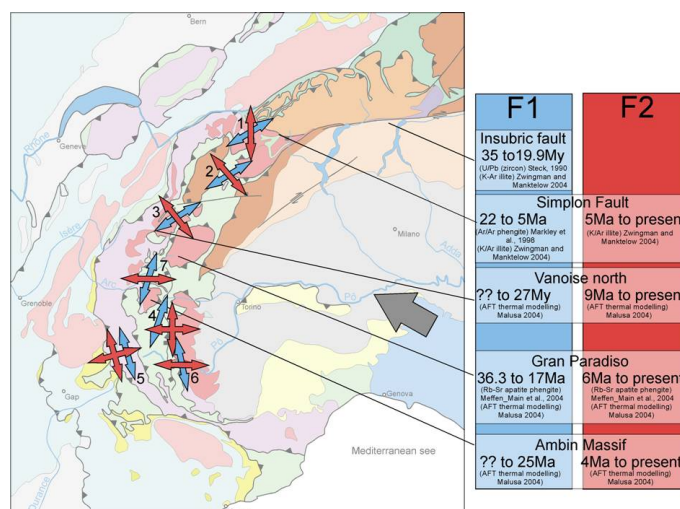 Bern
Rhône
Geneve
Isère
Arc
Grenoble
Gap
Durance
Torino
Pô
Pô
Milano
Adda
Genova
Mediterranean see
1
2
3
7
4
5
6
F1
F2
Insubric fault
35 to19.9My
(U/Pb (zircon) Steck, 1990
(K-Ar illite) Zwingman and
Manktelow 2004
Simplon Fault
22 to 5Ma
(Ar/Ar phengite) Markley et
al., 1998
(K/Ar illite) Zwingman and
Manktelow 2004)
5Ma to present
(K/Ar illite) Zwingman and
Manktelow 2004)
Vanoise north
?? to 27My
(AFT thermal modelling)
Malusa 2004)
9Ma to present
(AFT thermal modelling)
Malusa 2004)
Gran Paradiso
36.3 to 17Ma
(Rb-Sr apatite phengite)
Meffen_Main et al., 2004
(AFT thermal modelling)
Malusa 2004)
6Ma to present
(Rb-Sr apatite phengite)
Meffen_Main et al., 2004
(AFT thermal modelling)
Malusa 2004)
Ambin Massif
?? to 25Ma
(AFT thermal modelling)
Malusa 2004)
4Ma to present
(AFT thermal modelling)
Malusa 2004)